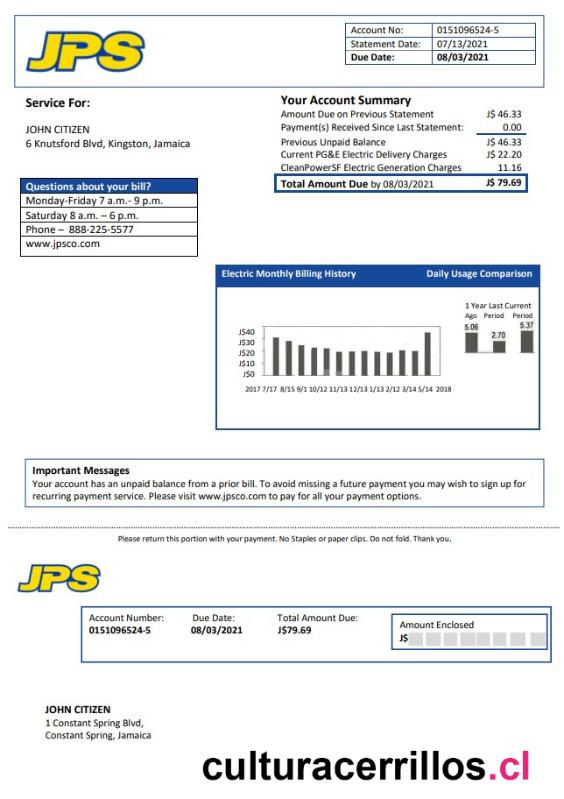 JPS
Account No: 0151096524-5
Statement Date: 07/13/2021
Due Date: 08/03/2021
Service For:
JOHN CITIZEN
6 Knutsford Blvd, Kingston, Jamaica
Your Account Summary
Amount Due on Previous Statement J$ 46.33
Payment(s) Received Since Last Statement: 0.00
Previous Unpaid Balance J$ 46.33
Current PG&E Electric Delivery Charges J$ 22.20
CleanPowerSF Electric Generation Charges 11.16
Total Amount Due by 08/03/2021 J$ 79.69
Questions about your bill?
Monday-Friday 7 a.m.- 9 p.m.
Saturday 8 a.m. – 6 p.m.
Phone – 888-225-5577
www.jpsco.com
Electric Monthly Billing History Daily Usage Comparison
1 Year Last Current
Ago Period Period
5.06 2.70 5.37
J$40
J$30
J$20
J$10
J$0
2017 7/17 8/15 9/1 10/12 11/13 12/13 1/13 2/12 3/14 5/14 2018
Important Messages
Your account has an unpaid balance from a prior bill. To avoid missing a future payment you may wish to sign up for
recurring payment service. Please visit www.jpsco.com to pay for all your payment options.
Please return this portion with your payment. No Staples or paper clips. Do not fold. Thank you.
JPS
Account Number: Due Date: Total Amount Due:
0151096524-5 08/03/2021 J$79.69
Amount Enclosed
J$
JOHN CITIZEN
1 Constant Spring Blvd,
Constant Spring, Jamaica
culturacerrillos.cl